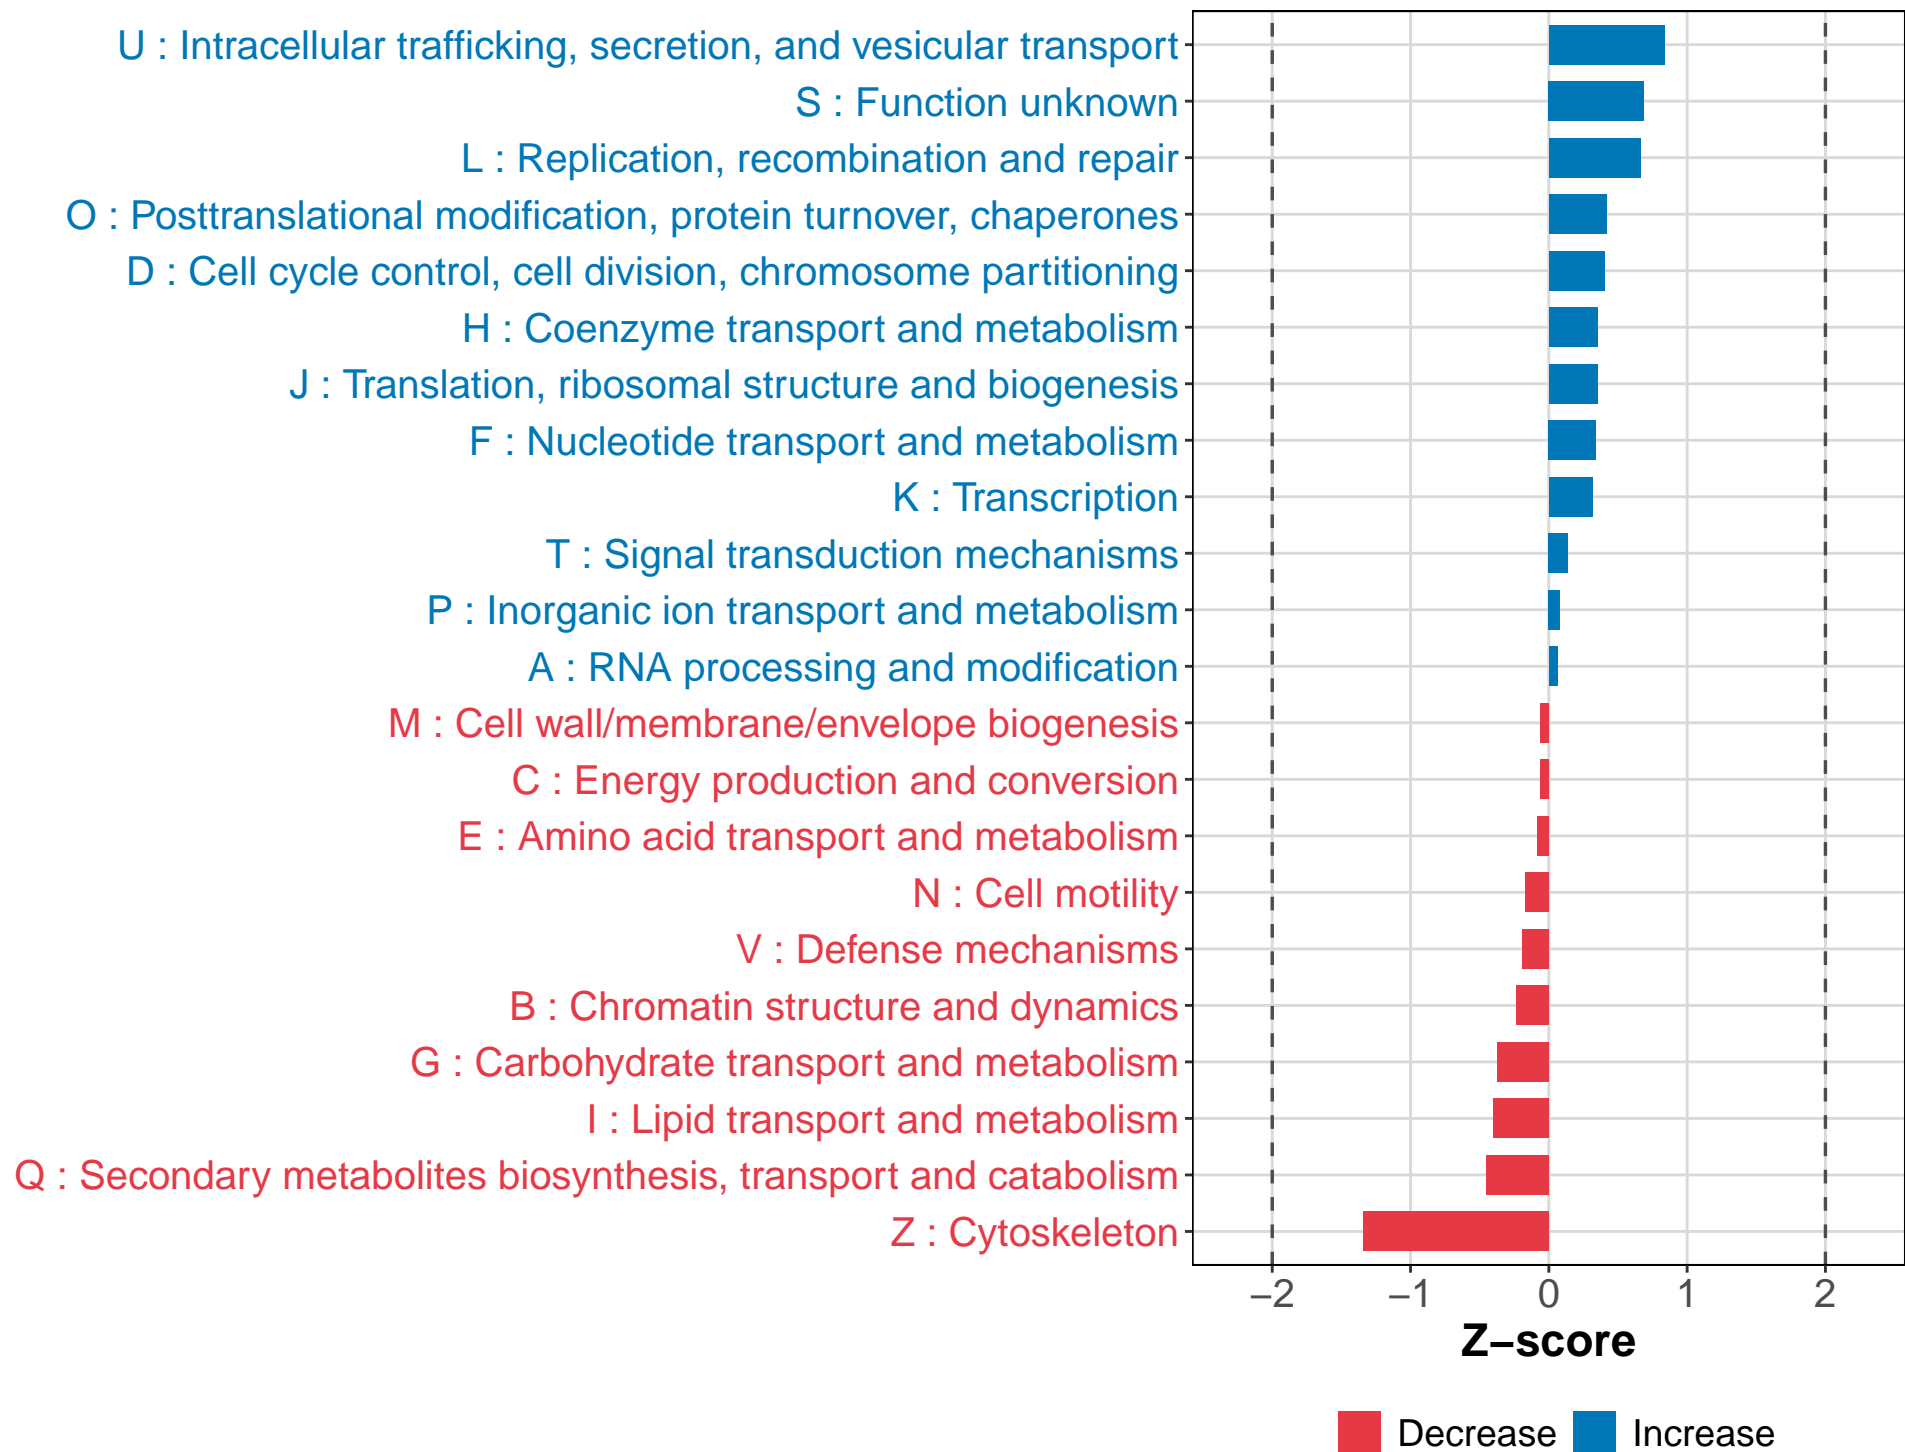 U : Intracellular trafficking, secretion, and vesicular transport
S : Function unknown
L : Replication, recombination and repair
O : Posttranslational modification, protein turnover, chaperones
D : Cell cycle control, cell division, chromosome partitioning
H : Coenzyme transport and metabolism
J : Translation, ribosomal structure and biogenesis
F : Nucleotide transport and metabolism
K : Transcription
T : Signal transduction mechanisms
P : Inorganic ion transport and metabolism
A : RNA processing and modification
M : Cell wall/membrane/envelope biogenesis
C : Energy production and conversion
E : Amino acid transport and metabolism
N : Cell motility
V : Defense mechanisms
B : Chromatin structure and dynamics
G : Carbohydrate transport and metabolism
I : Lipid transport and metabolism
Q : Secondary metabolites biosynthesis, transport and catabolism
Z : Cytoskeleton
−2 −1 0 1 2
Z−score
Decrease Increase